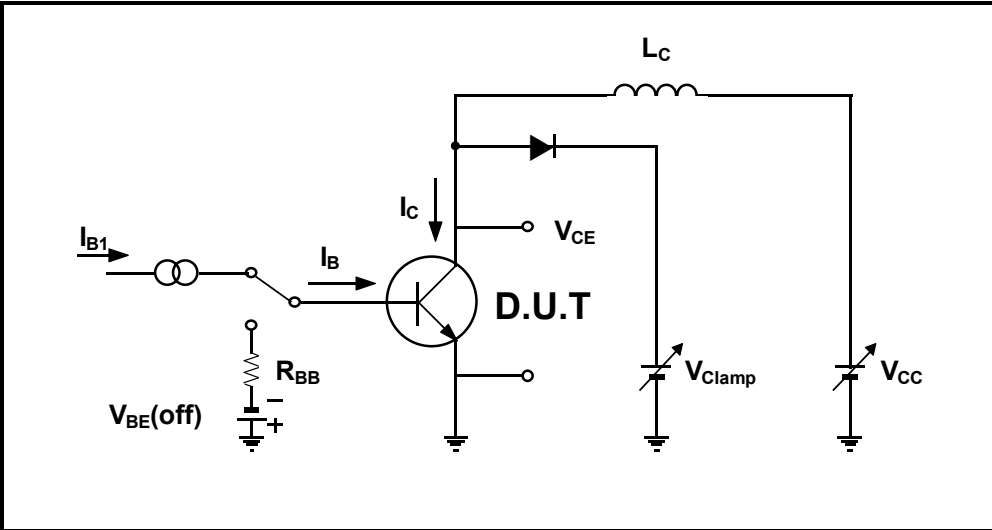 L_C
I_C
V_CE
I_B1
I_B
D.U.T
R_BB
V_Clamp
V_CC
V_BE(off)
−
+